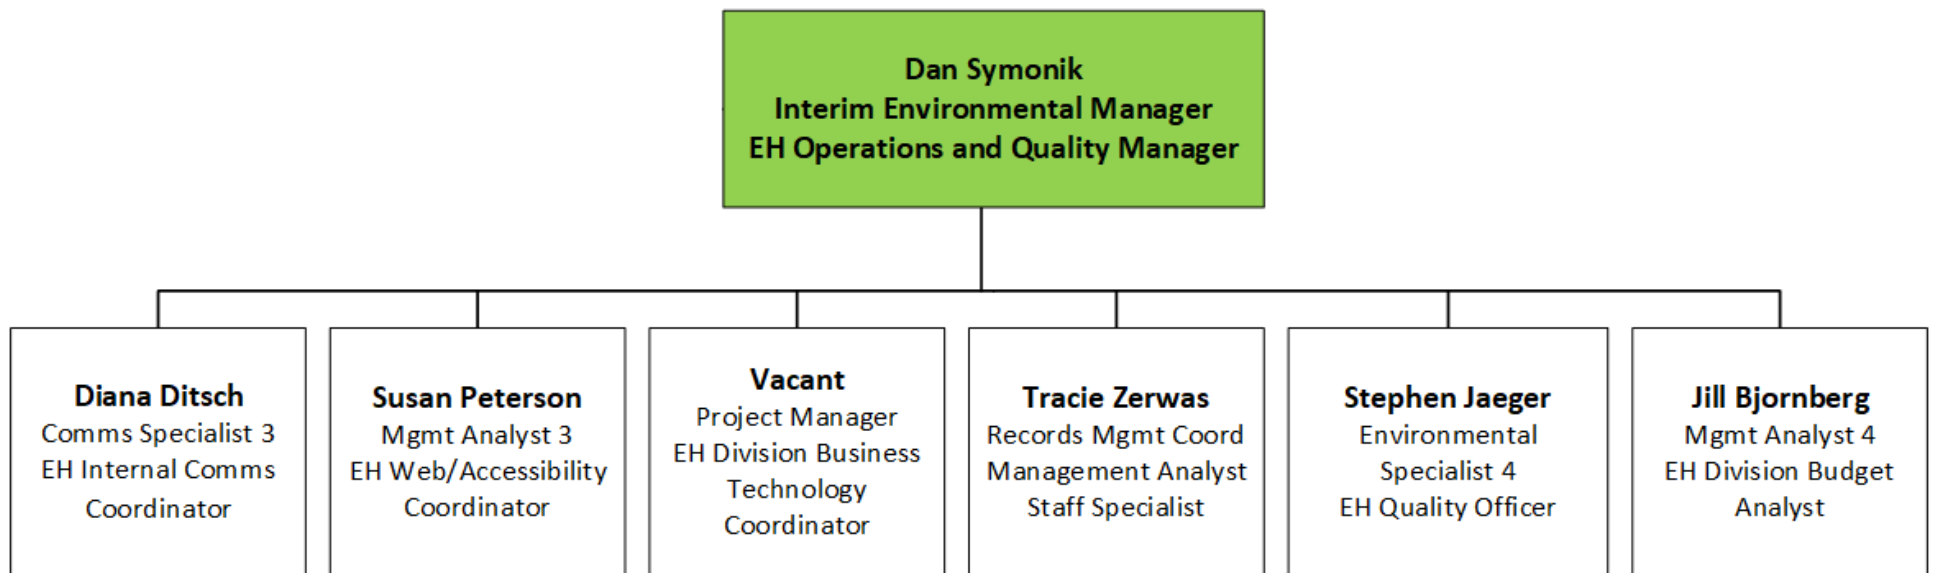 Dan Symonik
Interim Environmental Manager
EH Operations and Quality Manager
Diana Ditsch
Comms Specialist 3
EH Internal Comms
Coordinator
Susan Peterson
Mgmt Analyst 3
EH Web/Accessibility
Coordinator
Vacant
Project Manager
EH Division Business
Technology
Coordinator
Tracie Zerwas
Records Mgmt Coord
Management Analyst
Staff Specialist
Stephen Jaeger
Environmental
Specialist 4
EH Quality Officer
Jill Bjornberg
Mgmt Analyst 4
EH Division Budget
Analyst